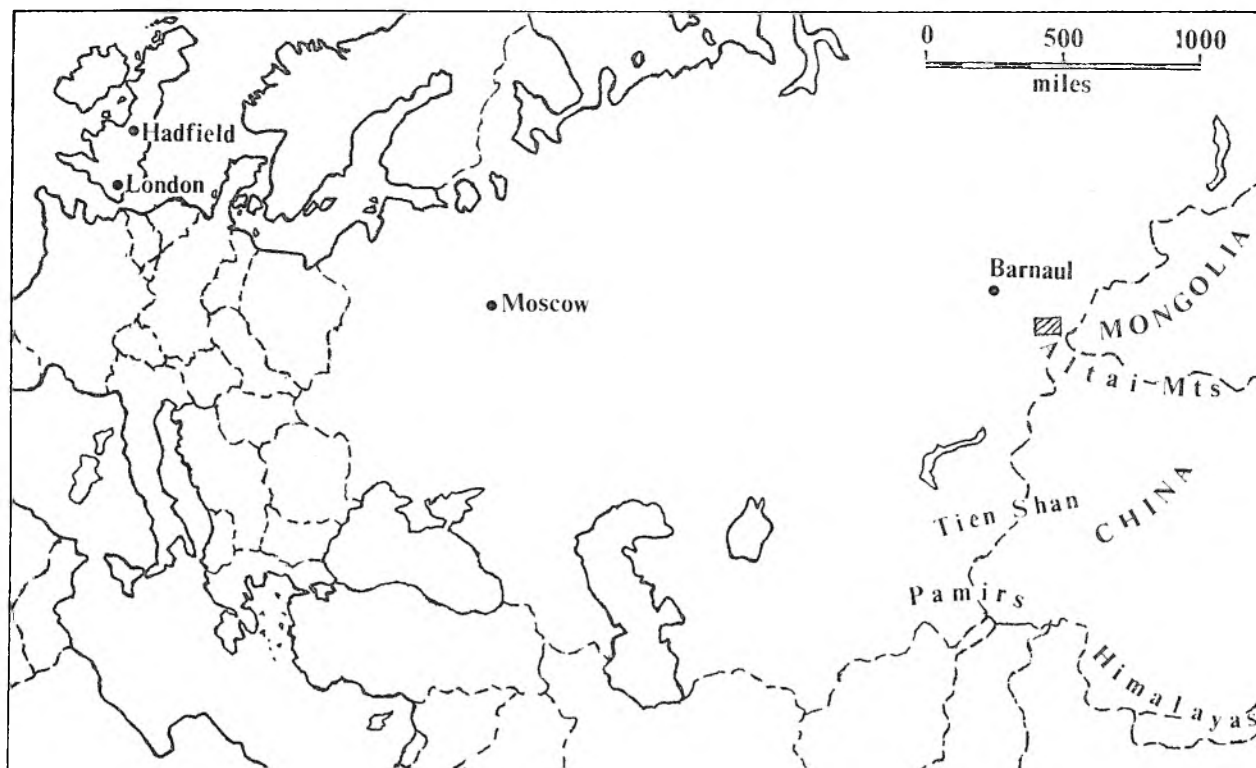 0 500 1000
miles
Hadfield
London
Barnaul
Moscow
MONGOLIA
Altai-Mts
CHINA
Tien Shan
Pamirs
Himalayas